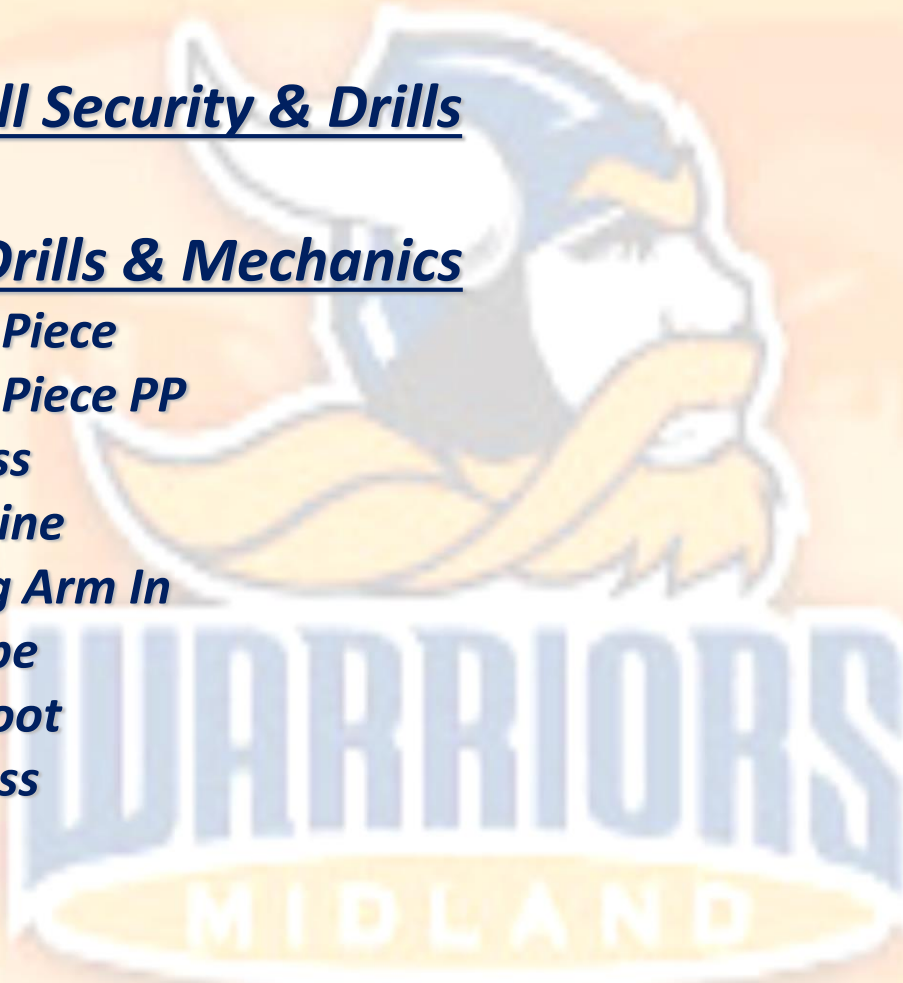 ll Security & Drills
Drills & Mechanics
Piece
Piece PP
ss
ine
g Arm In
pe
oot
ss
WARRIORS
MIDLAND